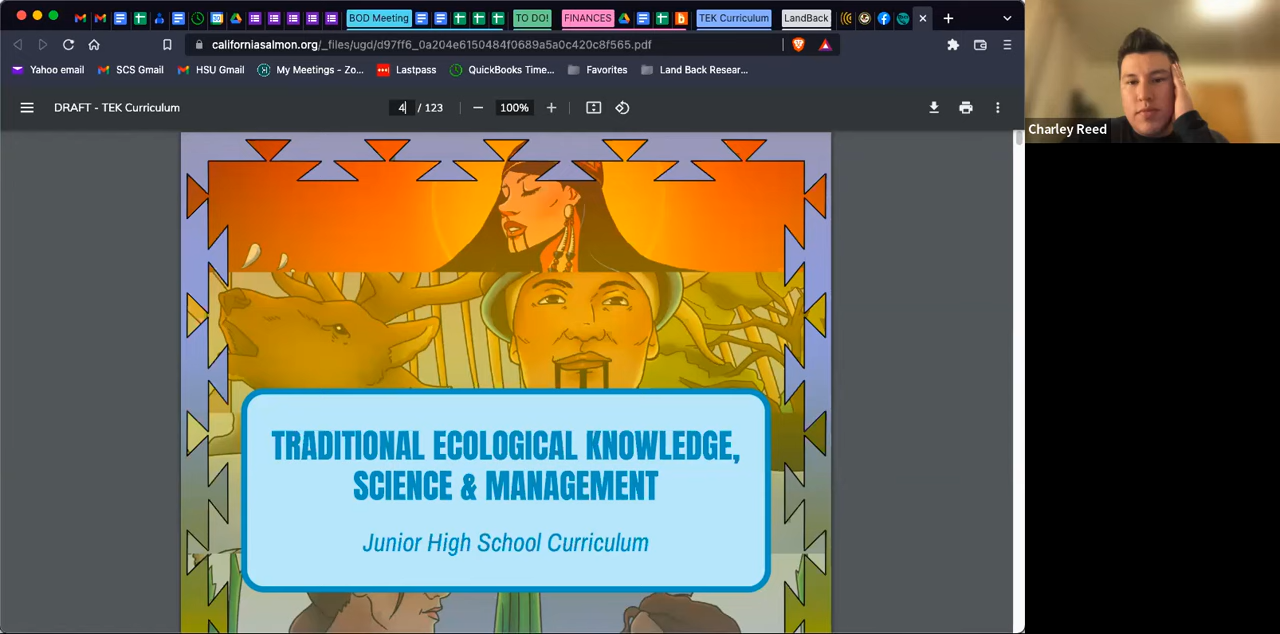 BOD Meeting
TO DO!
FINANCES
TEK Curriculum
LandBack
californiasalmon.org/_files/ugd/d97ff6_0a204e6150484f0689a5a0c420c8f565.pdf
Yahoo email
SCS Gmail
HSU Gmail
My Meetings - Zo...
Lastpass
QuickBooks Time...
Favorites
Land Back Resear...
DRAFT - TEK Curriculum
4 / 123
100%
Charley Reed
TRADITIONAL ECOLOGICAL KNOWLEDGE,
SCIENCE & MANAGEMENT
Junior High School Curriculum